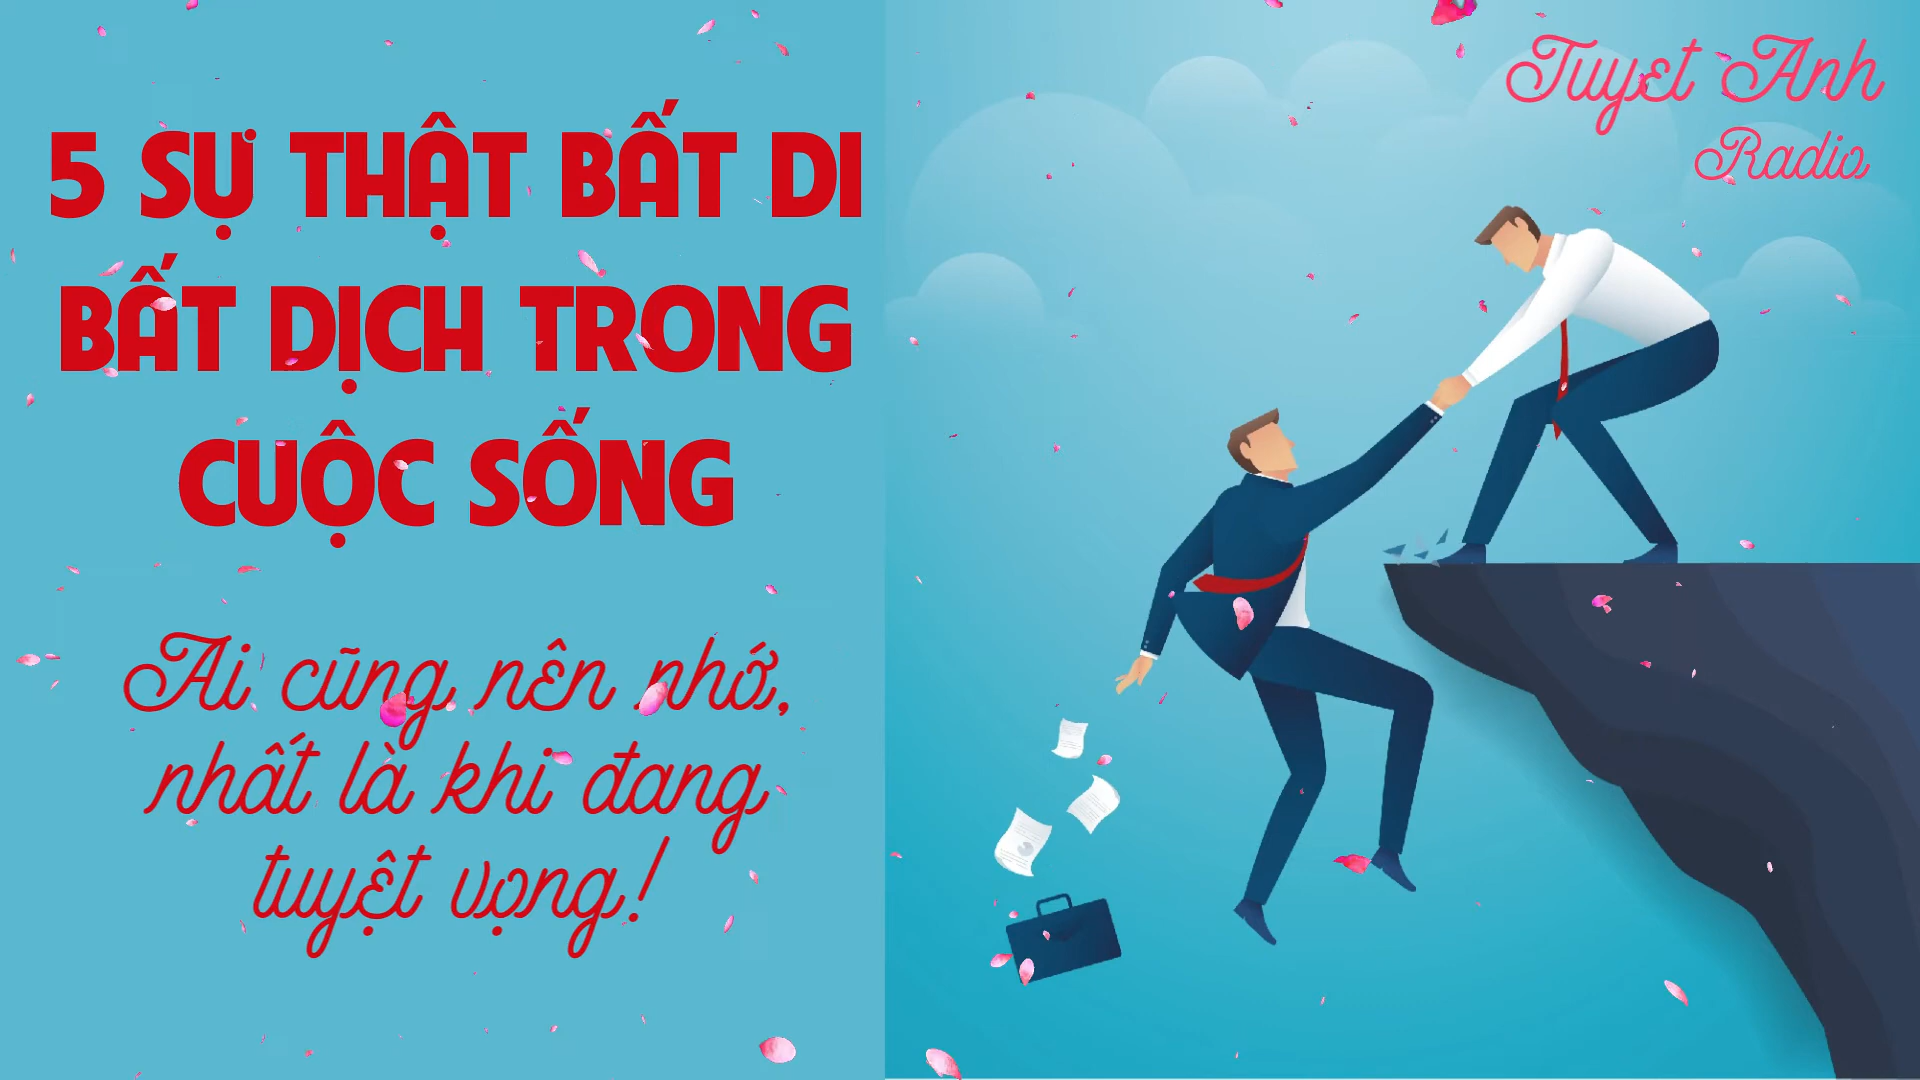 5 SỰ THẬT BẤT DI
BẤT DỊCH TRONG
CUỘC SỐNG
Ai cũng nên nhớ,
nhất là khi đang
tuyệt vọng!
Tuyet Anh
Radio